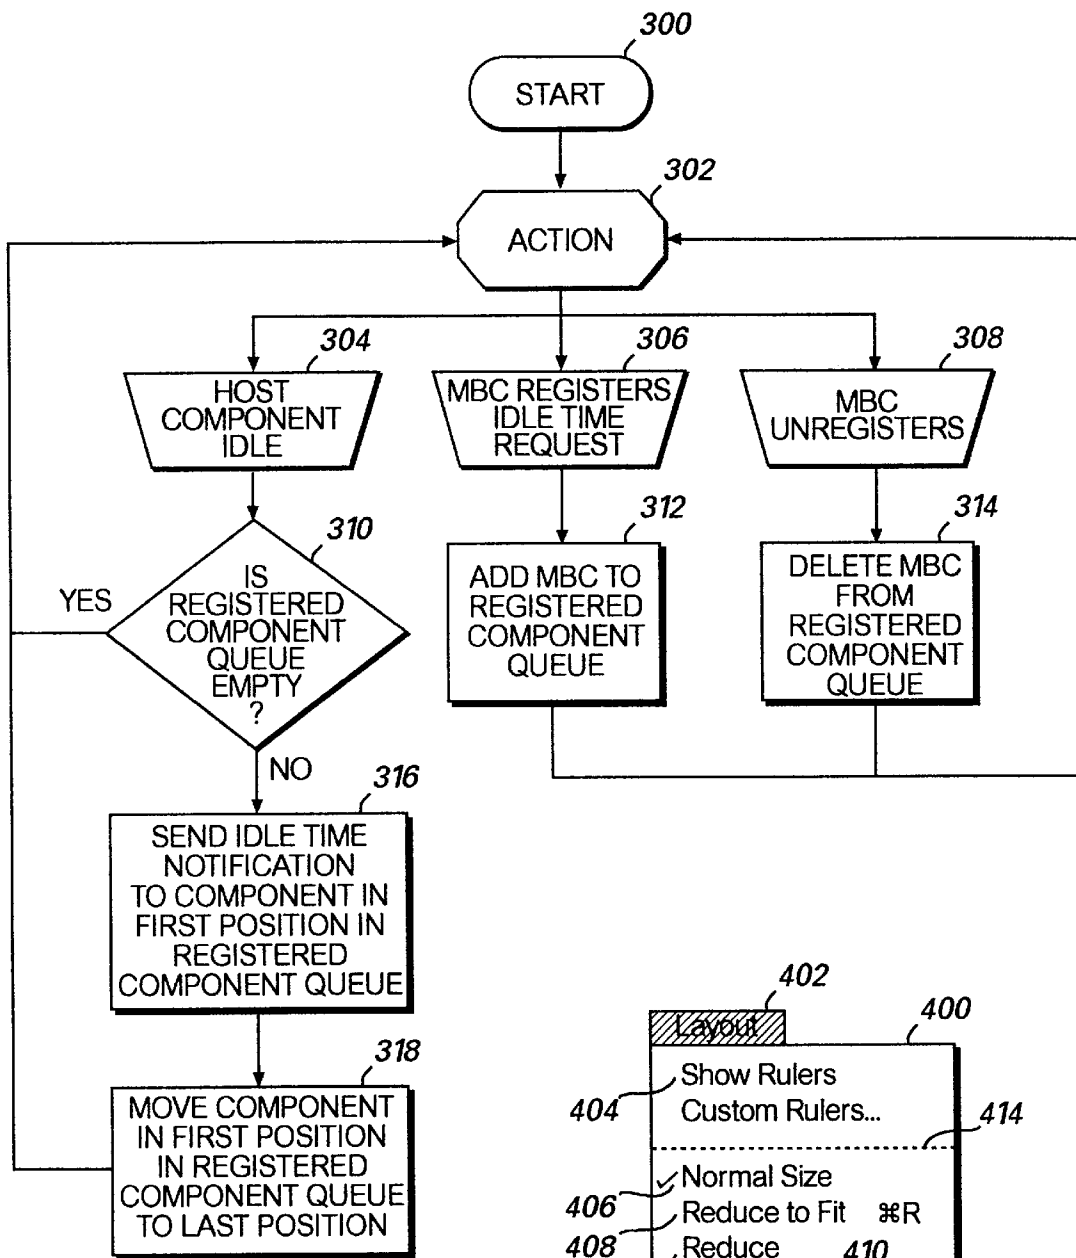 300
START
302
ACTION
304
HOST
COMPONENT
IDLE
306
MBC REGISTERS
IDLE TIME
REQUEST
308
MBC
UNREGISTERS
310
IS
REGISTERED
COMPONENT
QUEUE
EMPTY
?
YES
NO
312
ADD MBC TO
REGISTERED
COMPONENT
QUEUE
314
DELETE MBC
FROM
REGISTERED
COMPONENT
QUEUE
316
SEND IDLE TIME
NOTIFICATION
TO COMPONENT IN
FIRST POSITION IN
REGISTERED
COMPONENT QUEUE
318
MOVE COMPONENT
IN FIRST POSITION
IN REGISTERED
COMPONENT QUEUE
TO LAST POSITION
402
Layout
400
Show Rulers
404
Custom Rulers...
414
✓Normal Size
406
Reduce to Fit ⌘R
408
Reduce
410